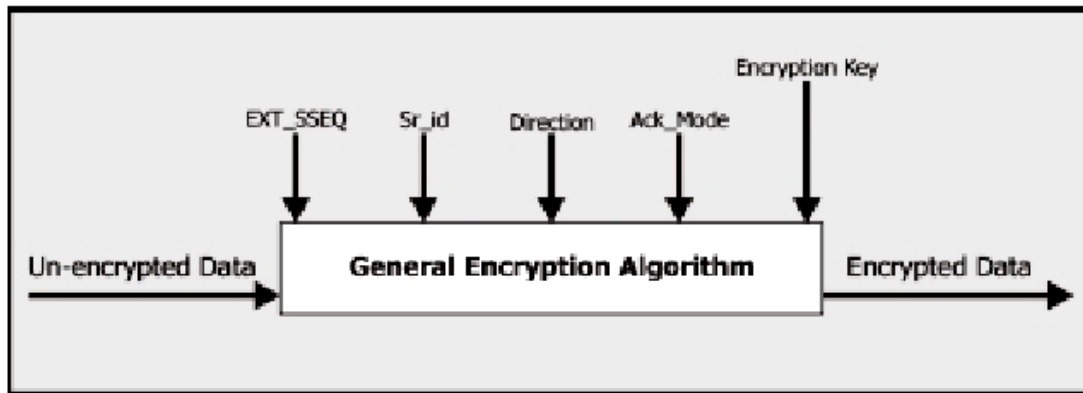 Encryption Key
EXT_SSEQ Sr_id Direction Ack_Mode
Un-encrypted Data General Encryption Algorithm Encrypted Data